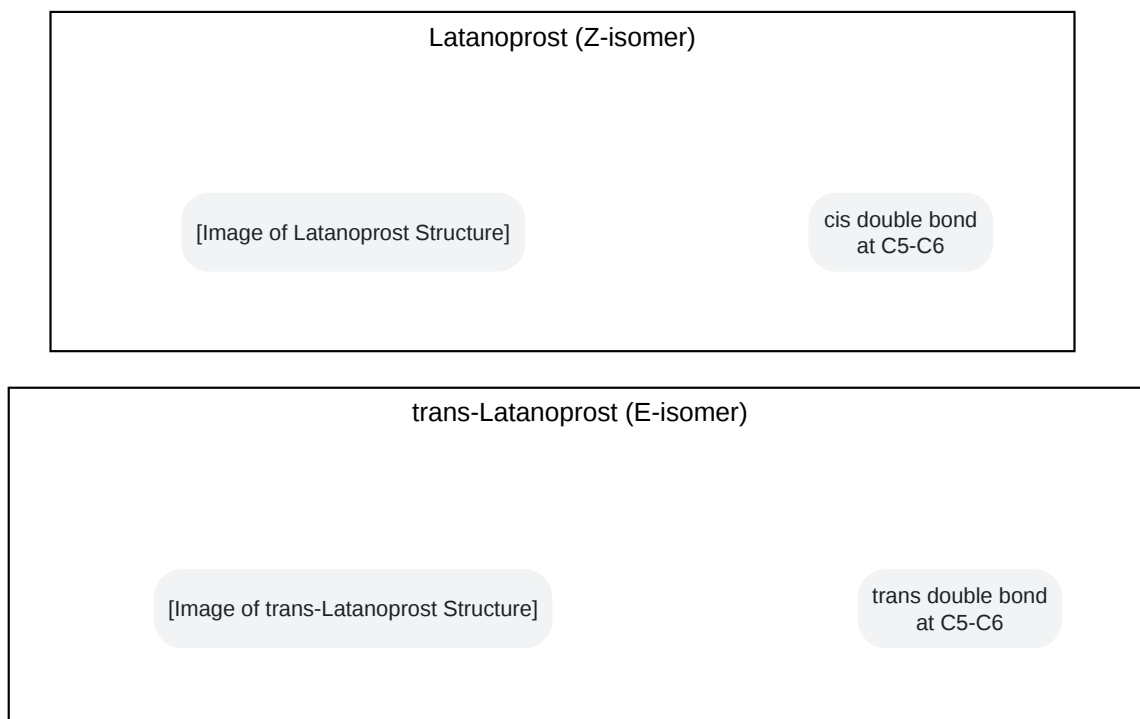 Latanoprost (Z-isomer)
[Image of Latanoprost Structure]
cis double bond
at C5-C6
trans-Latanoprost (E-isomer)
[Image of trans-Latanoprost Structure]
trans double bond
at C5-C6